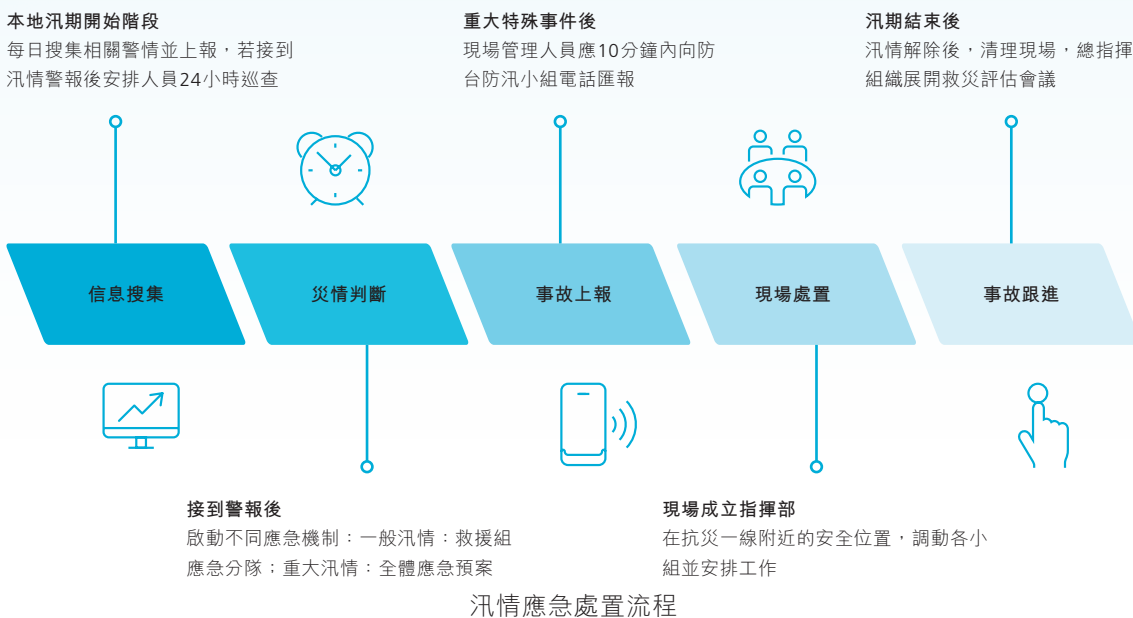 本地汛期開始階段
每日搜集相關警情並上報，若接到
汛情警報後安排人員24小時巡查
重大特殊事件後
現場管理人員應10分鐘內向防
台防汛小組電話匯報
汛期結束後
汛情解除後，清理現場，總指揮
組織展開救災評估會議
信息搜集
災情判斷
事故上報
現場處置
事故跟進
接到警報後
啟動不同應急機制：一般汛情：救援組
應急分隊；重大汛情：全體應急預案
現場成立指揮部
在抗災一線附近的安全位置，調動各小
組並安排工作
汛情應急處置流程